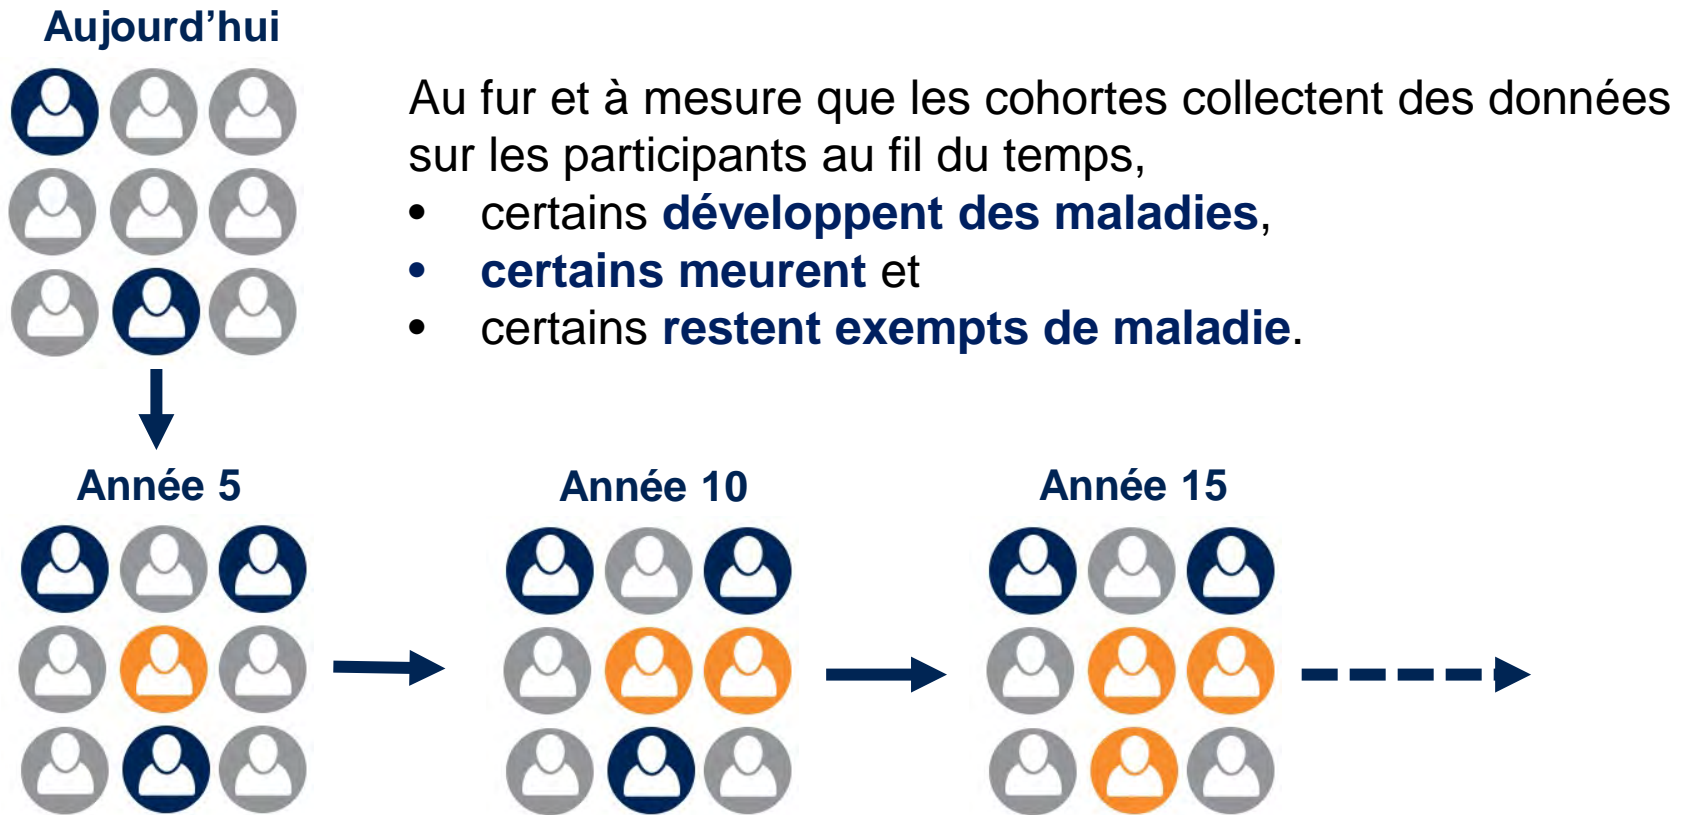 Aujourd’hui
Au fur et à mesure que les cohortes collectent des données
sur les participants au fil du temps,
• certains développent des maladies,
• certains meurent et
• certains restent exempts de maladie.
Année 5
Année 10
Année 15